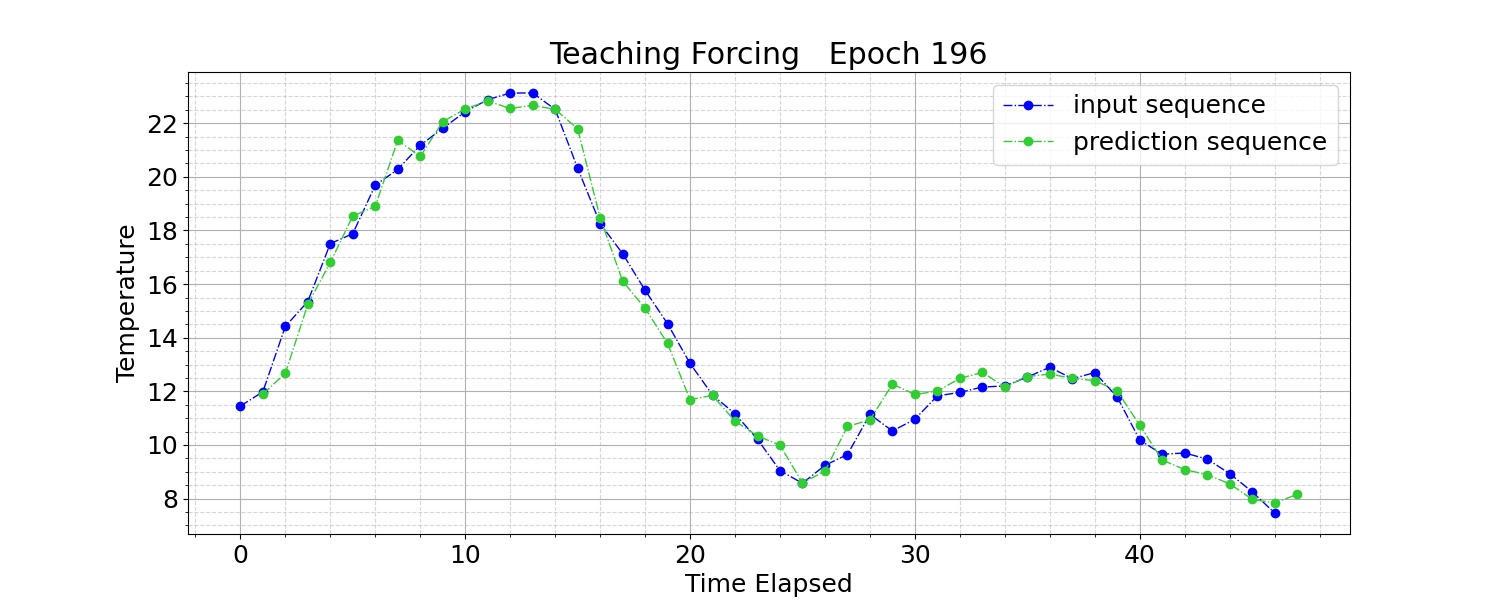 Teaching Forcing   Epoch 196
input sequence
prediction sequence
Temperature
22
20
18
16
14
12
10
8
0 10 20 30 40
Time Elapsed